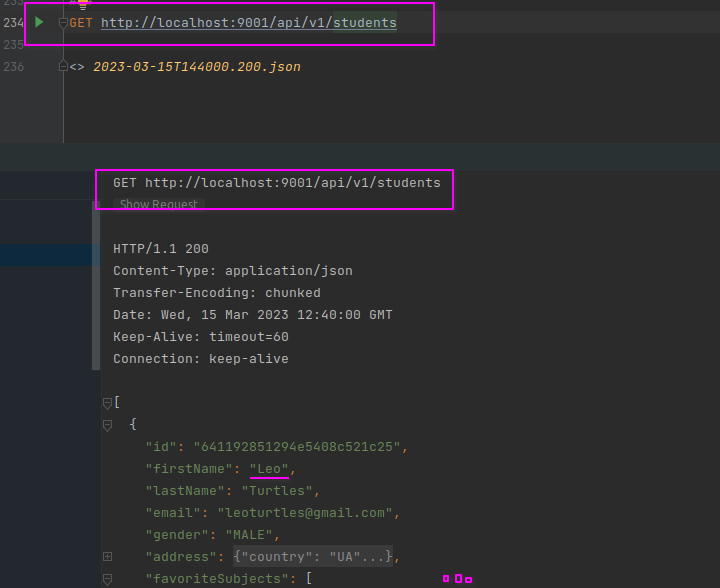 234 GET http://localhost:9001/api/v1/students
235
236 <> 2023-03-15T144000.200.json
GET http://localhost:9001/api/v1/students
Show Request
HTTP/1.1 200
Content-Type: application/json
Transfer-Encoding: chunked
Date: Wed, 15 Mar 2023 12:40:00 GMT
Keep-Alive: timeout=60
Connection: keep-alive
[
{
"id": "641192851294e5408c521c25",
"firstName": "Leo",
"lastName": "Turtles",
"email": "leoturtles@gmail.com",
"gender": "MALE",
"address": {"country": "UA"...},
"favoriteSubjects": [